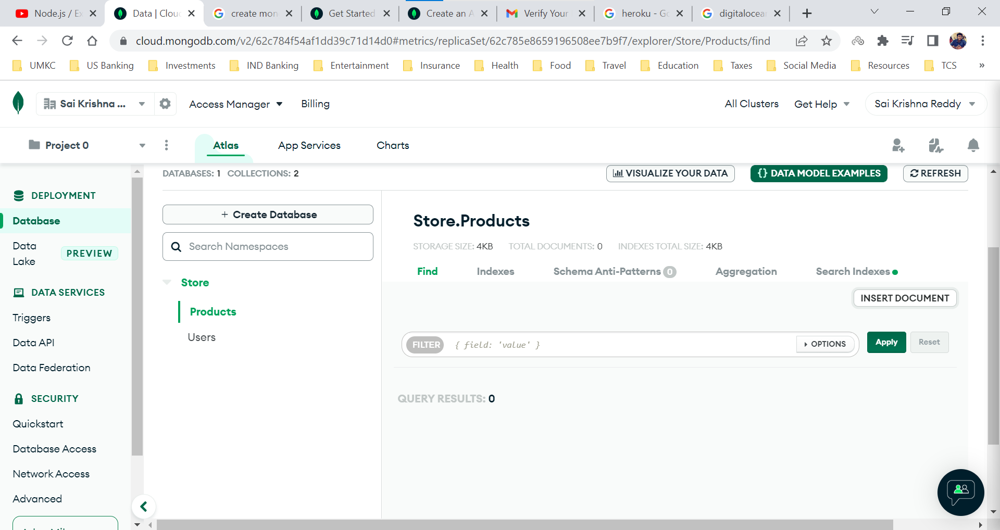 Node.js / Ex
Data | Clou
create mon
Get Started
Create an A
Verify Your
heroku - Go
digitalocea
cloud.mongodb.com/v2/62c784f54af1dd39c71d14d0#metrics/replicaSet/62c785e8659196508ee7b9f7/explorer/Store/Products/find
UMKC US Banking Investments IND Banking Entertainment Insurance Health Food Travel Education Taxes Social Media Resources TCS »
Sai Krishna ... Access Manager Billing All Clusters Get Help Sai Krishna Reddy
Project 0 Atlas App Services Charts
DATABASES: 1 COLLECTIONS: 2 VISUALIZE YOUR DATA {} DATA MODEL EXAMPLES REFRESH
DEPLOYMENT
Database
Data Lake PREVIEW
DATA SERVICES
Triggers
Data API
Data Federation
SECURITY
Quickstart
Database Access
Network Access
Advanced
+ Create Database
Search Namespaces
Store
Products
Users
Store.Products
STORAGE SIZE: 4KB TOTAL DOCUMENTS: 0 INDEXES TOTAL SIZE: 4KB
Find Indexes Schema Anti-Patterns 0 Aggregation Search Indexes
INSERT DOCUMENT
FILTER { field: 'value' } OPTIONS Apply Reset
QUERY RESULTS: 0